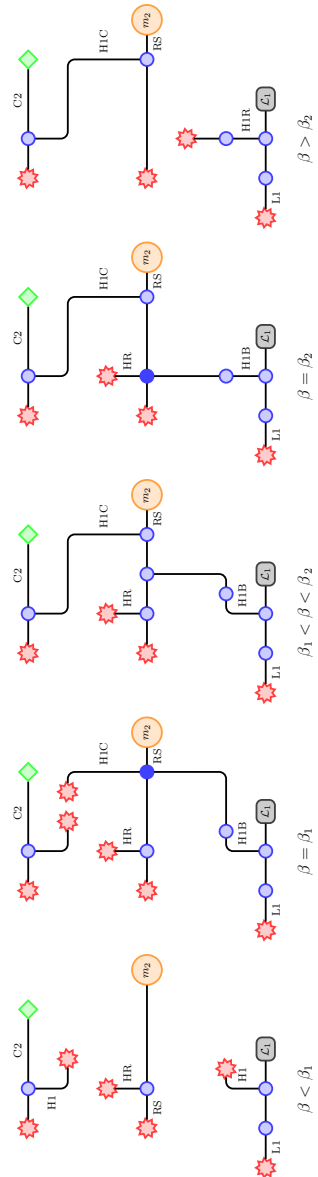 C2
H1
HR
m₂
RS
H1
ℒ₁
L1
β < β₁
C2
H1C
HR
m₂
RS
H1B
ℒ₁
L1
β = β₁
C2
H1C
HR
m₂
RS
H1B
ℒ₁
L1
β₁ < β < β₂
C2
H1C
HR
m₂
RS
H1B
ℒ₁
L1
β = β₂
C2
H1C
m₂
RS
H1R
ℒ₁
L1
β > β₂